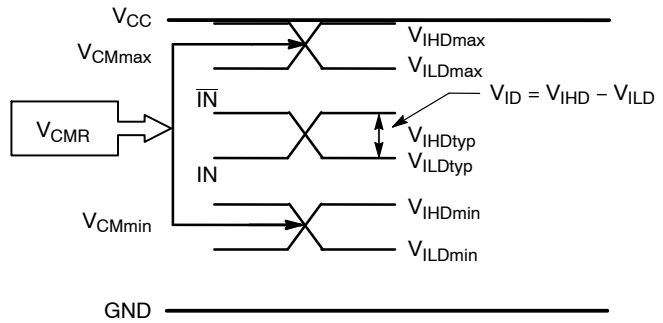 VCC
VCMmax
VIHDmax
VILDmax
IN
VID = VIHD − VILD
VCMR
VIHDtyp
VILDtyp
IN
VCMmin
VIHDmin
VILDmin
GND